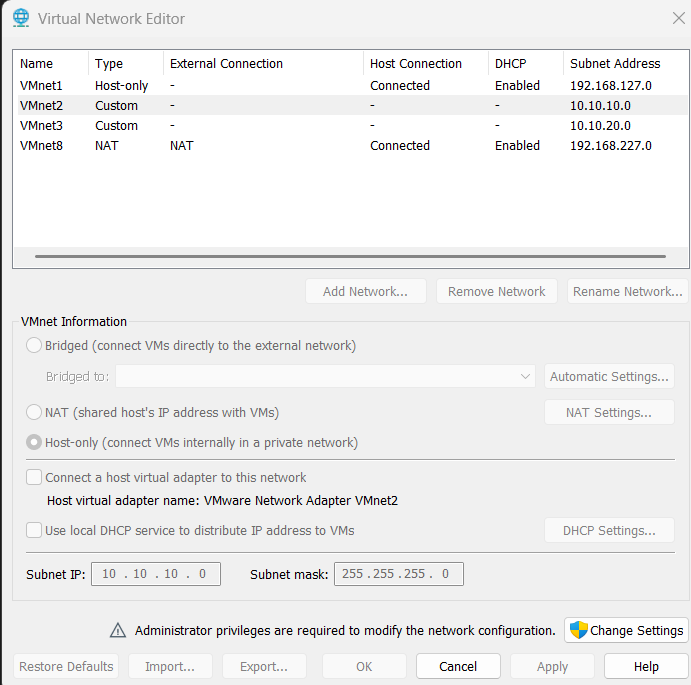 Virtual Network Editor
Name Type External Connection Host Connection DHCP Subnet Address
VMnet1 Host-only - Connected Enabled 192.168.127.0
VMnet2 Custom - - - 10.10.10.0
VMnet3 Custom - - - 10.10.20.0
VMnet8 NAT NAT Connected Enabled 192.168.227.0
Add Network... Remove Network Rename Network...
VMnet Information
Bridged (connect VMs directly to the external network)
Bridged to: Automatic Settings...
NAT (shared host's IP address with VMs) NAT Settings...
Host-only (connect VMs internally in a private network)
Connect a host virtual adapter to this network
Host virtual adapter name: VMware Network Adapter VMnet2
Use local DHCP service to distribute IP address to VMs DHCP Settings...
Subnet IP: 10 . 10 . 10 . 0 Subnet mask: 255 . 255 . 255 . 0
Administrator privileges are required to modify the network configuration. Change Settings
Restore Defaults Import... Export... OK Cancel Apply Help